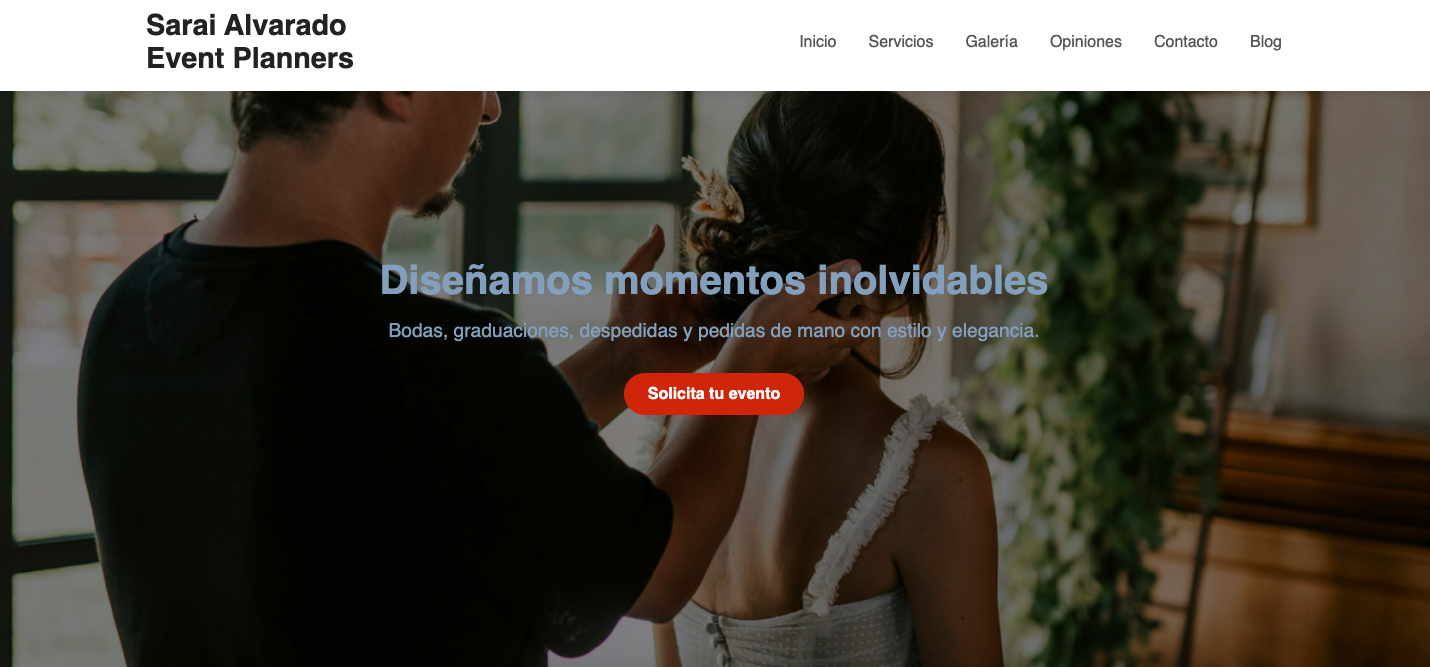 Sarai Alvarado
Event Planners
Inicio Servicios Galería Opiniones Contacto Blog
Diseñamos momentos inolvidables
Bodas, graduaciones, despedidas y pedidas de mano con estilo y elegancia.
Solicita tu evento